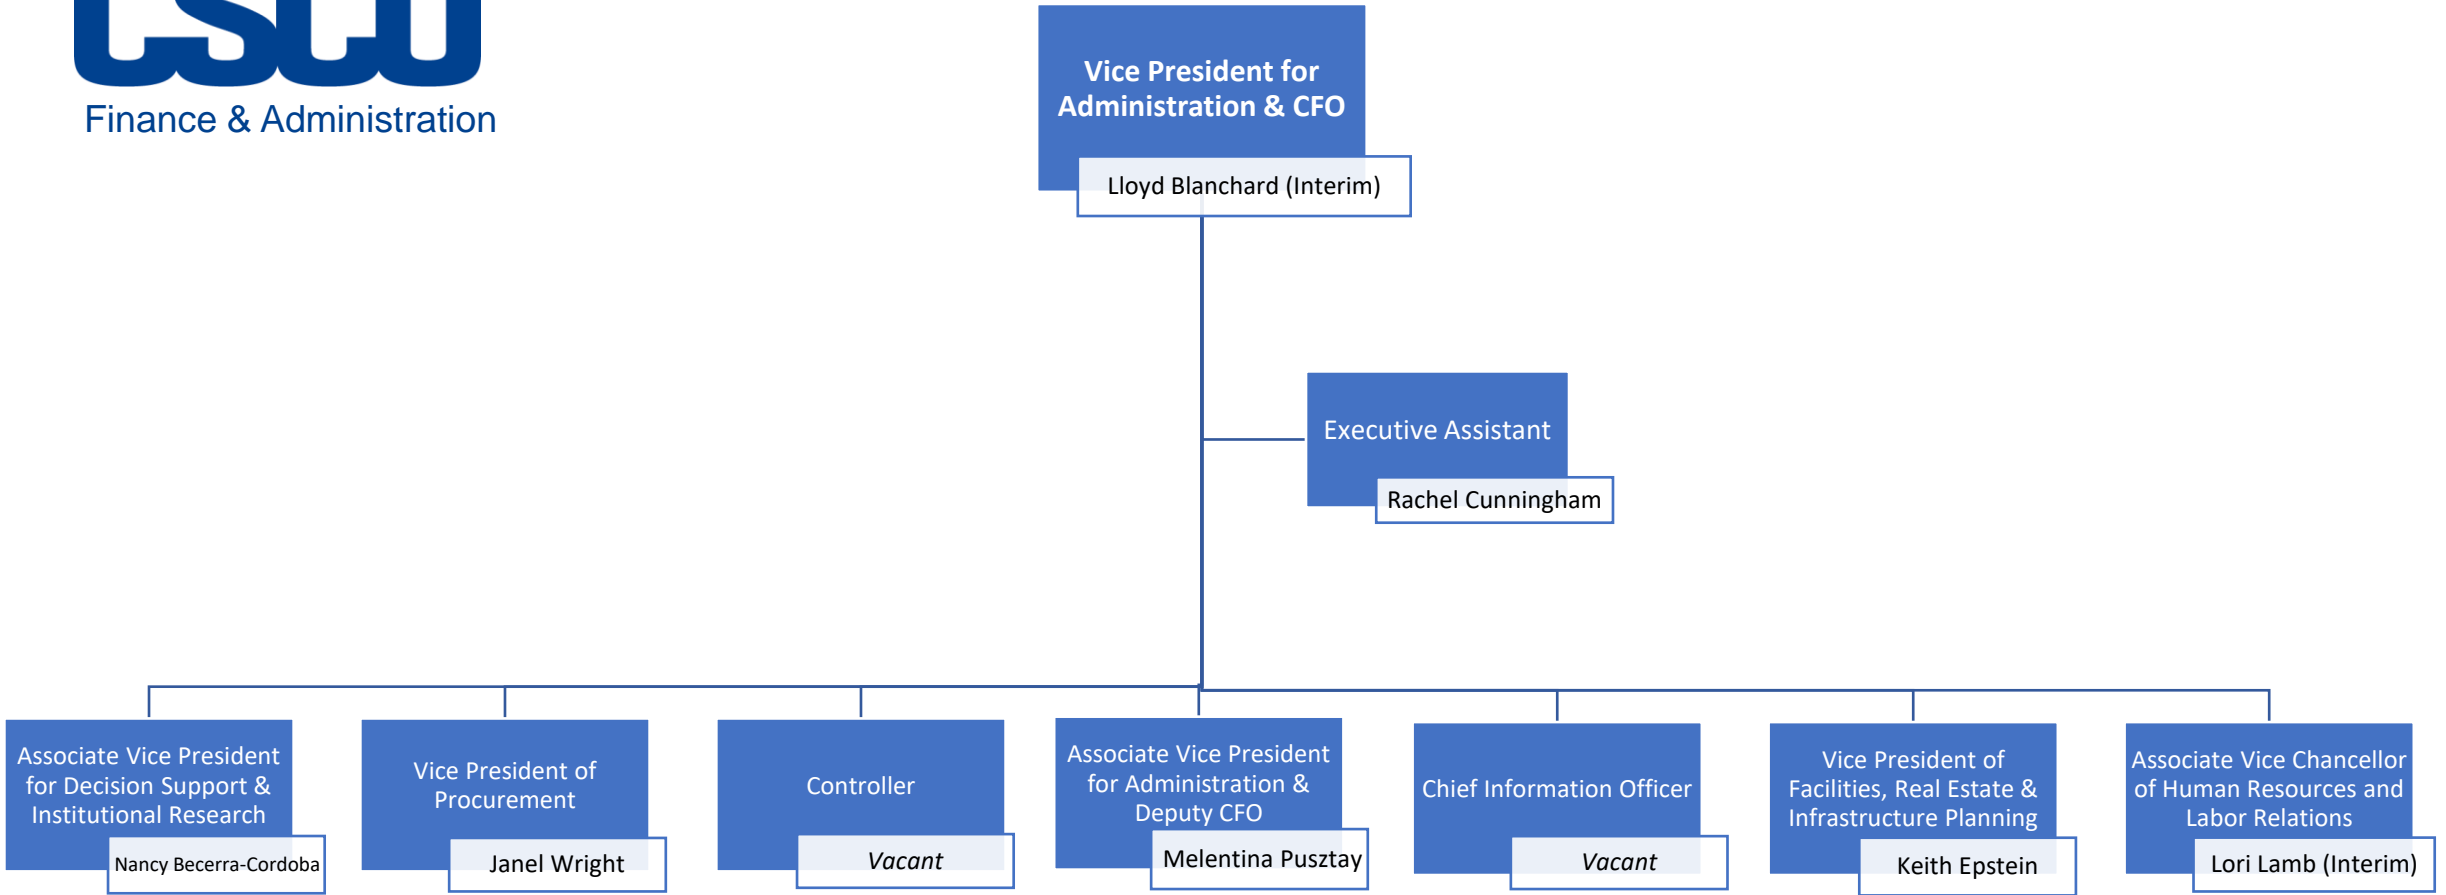 CSCU
Finance & Administration
Vice President for
Administration & CFO
Lloyd Blanchard (Interim)
Executive Assistant
Rachel Cunningham
Associate Vice President
for Decision Support &
Institutional Research
Nancy Becerra-Cordoba
Vice President of
Procurement
Janel Wright
Controller
Vacant
Associate Vice President
for Administration &
Deputy CFO
Melentina Pusztay
Chief Information Officer
Vacant
Vice President of
Facilities, Real Estate &
Infrastructure Planning
Keith Epstein
Associate Vice Chancellor
of Human Resources and
Labor Relations
Lori Lamb (Interim)